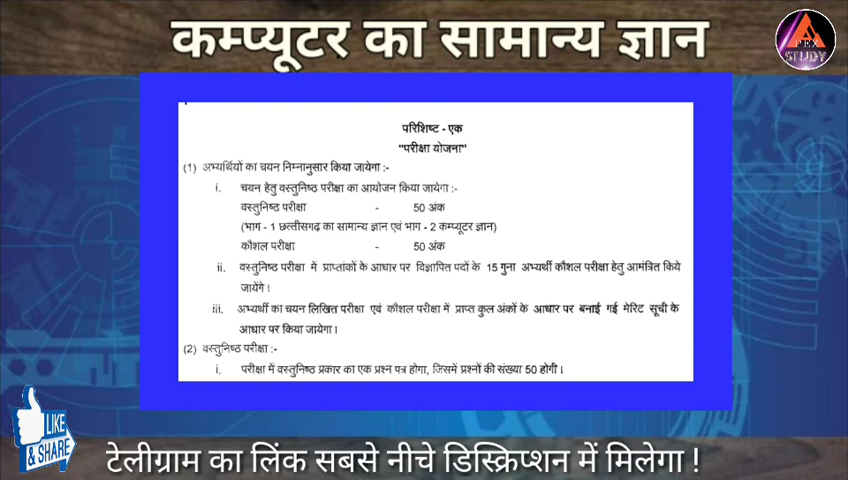 कम्प्यूटर का सामान्य ज्ञान
APEX
STUDY
परिशिष्ट - एक
"परीक्षा योजना"
(1) अभ्यर्थियों का चयन निम्नानुसार किया जायेगा :-
i. चयन हेतु वस्तुनिष्ठ परीक्षा का आयोजन किया जायेगा :-
वस्तुनिष्ठ परीक्षा - 50 अंक
(भाग - 1 छत्तीसगढ़ का सामान्य ज्ञान एवं भाग - 2 कम्प्यूटर ज्ञान)
कौशल परीक्षा - 50 अंक
ii. वस्तुनिष्ठ परीक्षा में प्राप्तांकों के आधार पर विज्ञापित पदों के 15 गुना अभ्यर्थी कौशल परीक्षा हेतु आमंत्रित किये
जायेंगे।
iii. अभ्यर्थी का चयन लिखित परीक्षा एवं कौशल परीक्षा में प्राप्त कुल अंकों के आधार पर बनाई गई मेरिट सूची के
आधार पर किया जायेगा।
(2) वस्तुनिष्ठ परीक्षा :-
i. परीक्षा में वस्तुनिष्ठ प्रकार का एक प्रश्न पत्र होगा, जिसमें प्रश्नों की संख्या 50 होगी।
LIKE
& SHARE
टेलीग्राम का लिंक सबसे नीचे डिस्क्रिप्शन में मिलेगा !